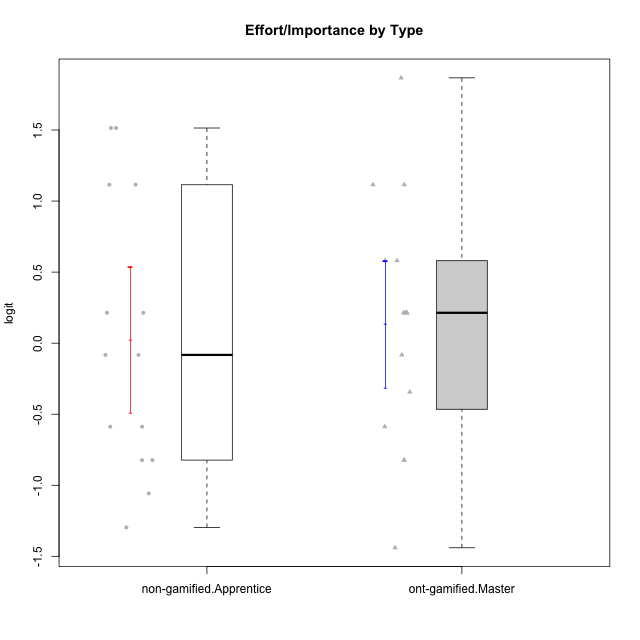 Effort/Importance by Type
1.5
1.0
0.5
0.0
-0.5
-1.0
-1.5
logit
non-gamified.Apprentice
ont-gamified.Master